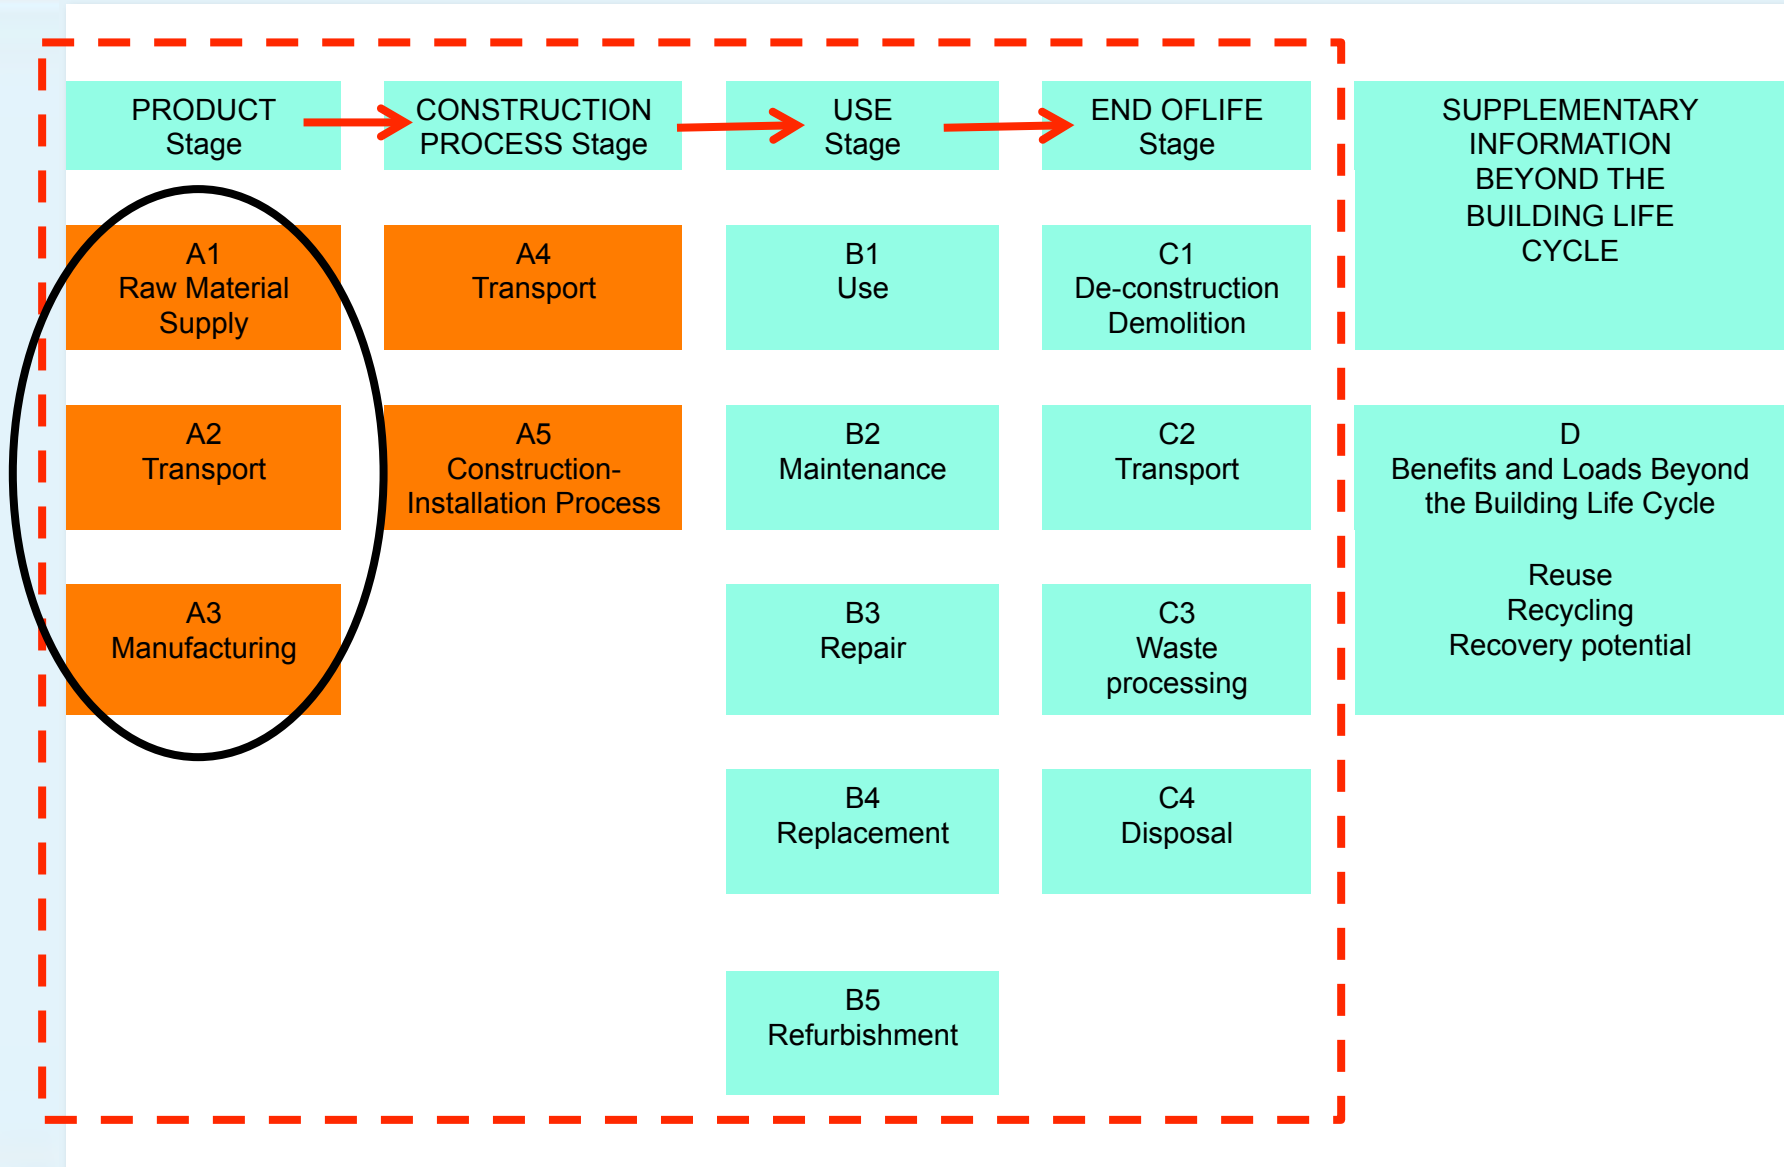 PRODUCT
Stage
CONSTRUCTION
PROCESS Stage
USE
Stage
END OFLIFE
Stage
SUPPLEMENTARY
INFORMATION
BEYOND THE
BUILDING LIFE
CYCLE
A1
Raw Material
Supply
A4
Transport
B1
Use
C1
De-construction
Demolition
A2
Transport
A5
Construction-
Installation Process
B2
Maintenance
C2
Transport
D
Benefits and Loads Beyond
the Building Life Cycle
Reuse
Recycling
Recovery potential
A3
Manufacturing
B3
Repair
C3
Waste
processing
B4
Replacement
C4
Disposal
B5
Refurbishment